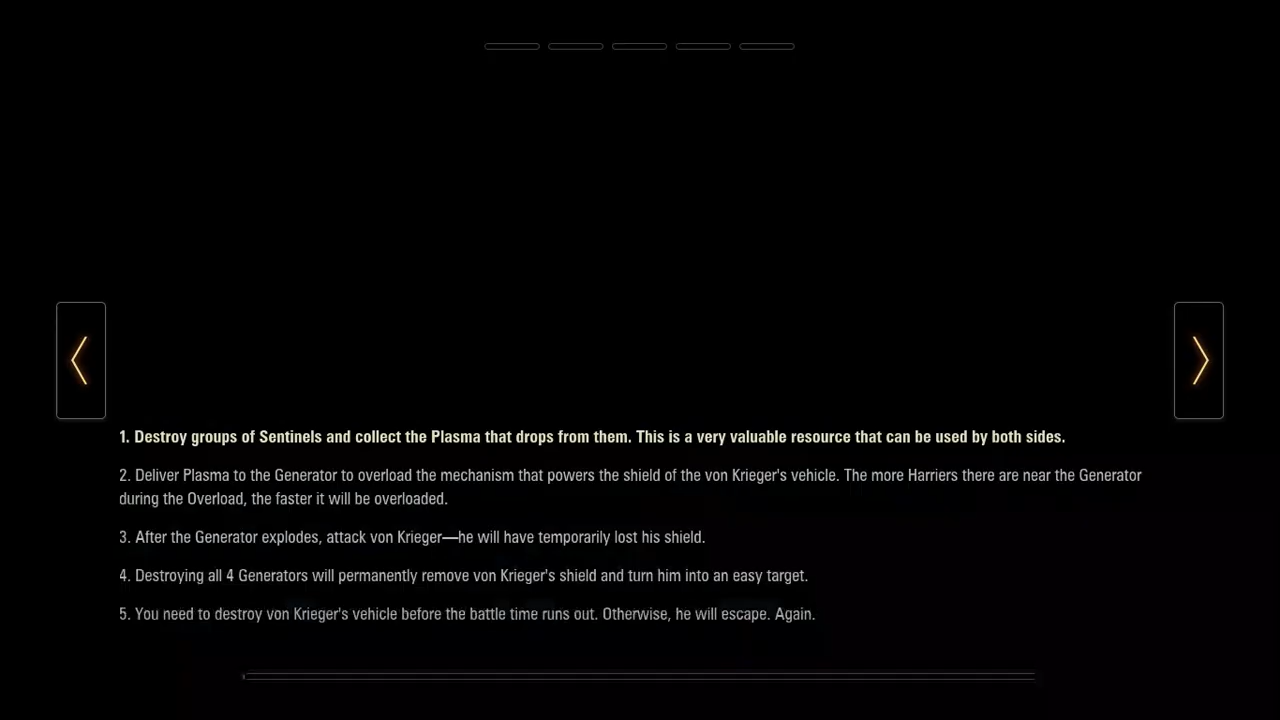 1. Destroy groups of Sentinels and collect the Plasma that drops from them. This is a very valuable resource that can be used by both sides.
2. Deliver Plasma to the Generator to overload the mechanism that powers the shield of the von Krieger's vehicle. The more Harriers there are near the Generator
during the Overload, the faster it will be overloaded.
3. After the Generator explodes, attack von Krieger—he will have temporarily lost his shield.
4. Destroying all 4 Generators will permanently remove von Krieger's shield and turn him into an easy target.
5. You need to destroy von Krieger's vehicle before the battle time runs out. Otherwise, he will escape. Again.